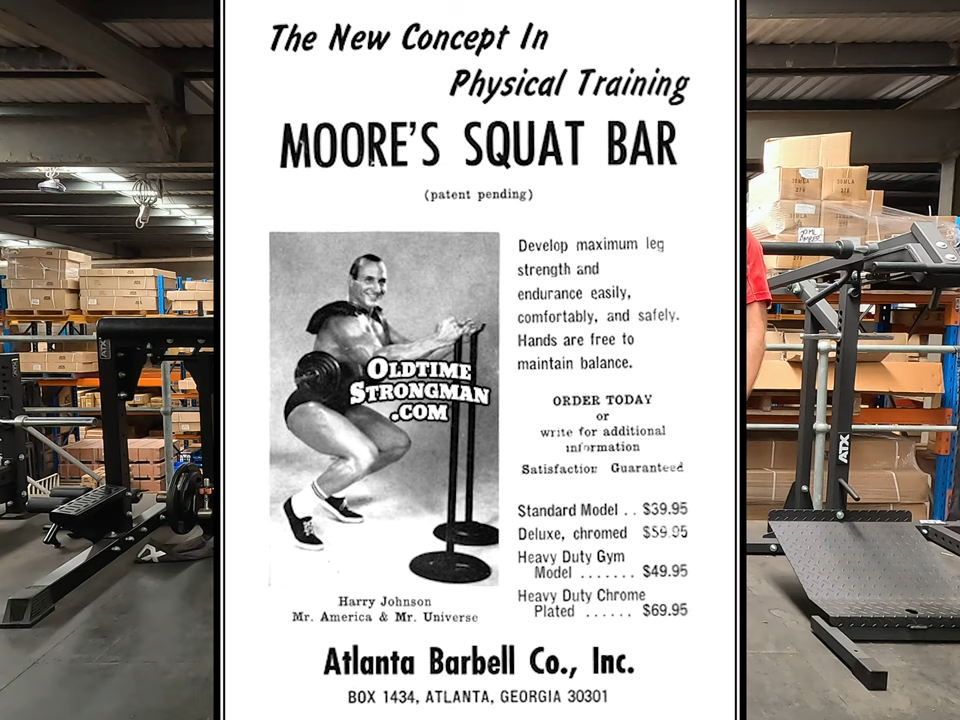 The New Concept In
Physical Training
MOORE'S SQUAT BAR
(patent pending)
Develop maximum leg
strength and
endurance easily,
comfortably, and safely.
Hands are free to
maintain balance.
ORDER TODAY
or
write for additional
information
Satisfaction Guaranteed
Standard Model . . $39.95
Deluxe, chromed $59.95
Heavy Duty Gym
Model . . . . . . . $49.95
Heavy Duty Chrome
Plated . . . . . . $69.95
OLDTIME
STRONGMAN
.COM
Harry Johnson
Mr. America & Mr. Universe
Atlanta Barbell Co., Inc.
BOX 1434, ATLANTA, GEORGIA 30301
ATX
ATX